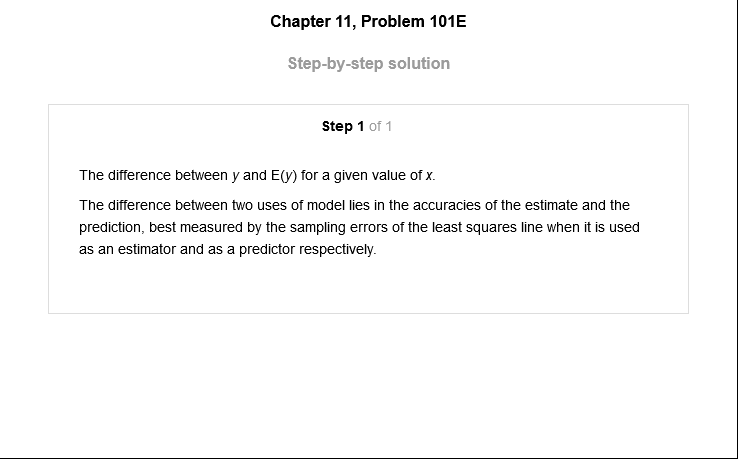 Chapter 11, Problem 101E
Step-by-step solution
Step 1 of 1
The difference between y and E(y) for a given value of x.
The difference between two uses of model lies in the accuracies of the estimate and the
prediction, best measured by the sampling errors of the least squares line when it is used
as an estimator and as a predictor respectively.